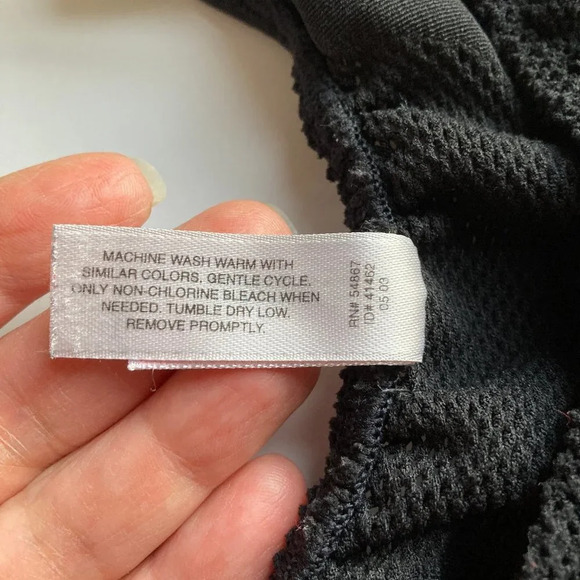 MACHINE WASH WARM WITH
SIMILAR COLORS. GENTLE CYCLE.
ONLY NON-CHLORINE BLEACH WHEN
NEEDED. TUMBLE DRY LOW.
REMOVE PROMPTLY.
RN# 54867
ID# 41462
05 03